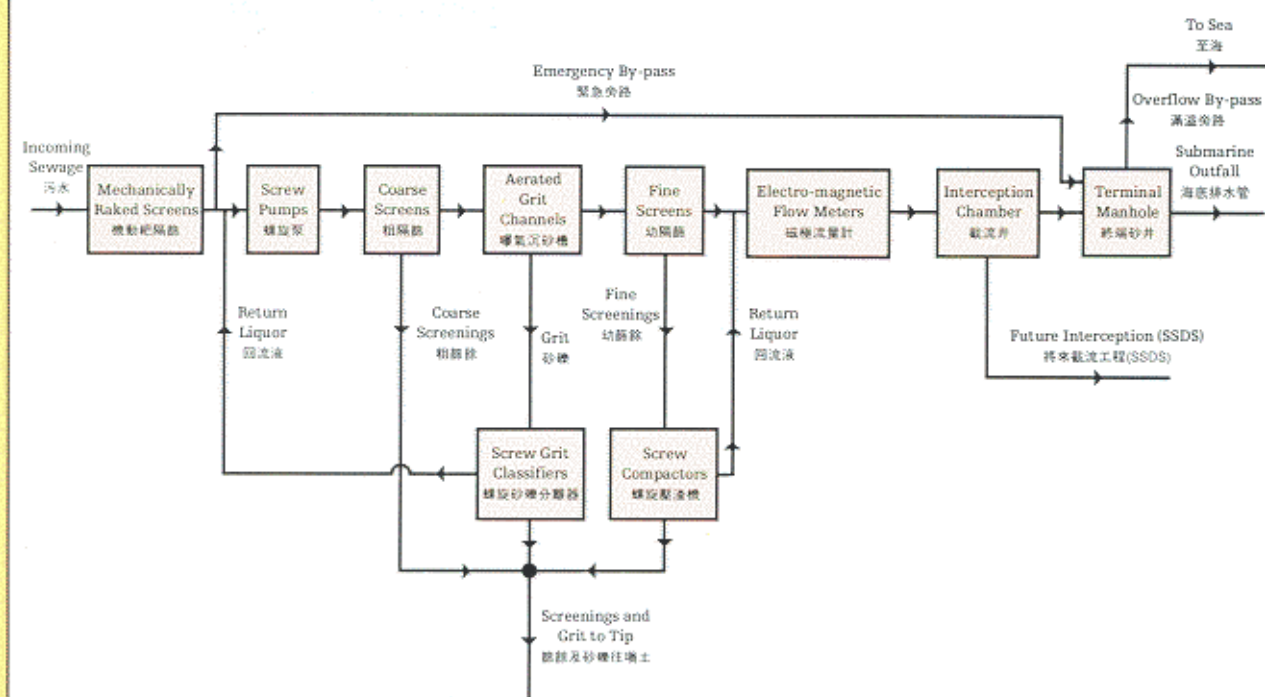 To Sea
至海
Emergency By-pass
緊急旁路
Overflow By-pass
滿溢旁路
Incoming
Sewage
污水
Submarine
Outfall
海底排水管
Mechanically
Raked Screens
機動耙隔篩
Screw
Pumps
螺旋泵
Coarse
Screens
粗隔篩
Aerated
Grit
Channels
曝氣沉砂槽
Fine
Screens
幼隔篩
Electro-magnetic
Flow Meters
磁極流量計
Interception
Chamber
截流井
Terminal
Manhole
終端砂井
Return
Liquor
回流液
Coarse
Screenings
粗篩餘
Grit
砂礫
Fine
Screenings
幼篩餘
Return
Liquor
回流液
Future Interception (SSDS)
將來截流工程(SSDS)
Screw Grit
Classifiers
螺旋砂礫分離器
Screw
Compactors
螺旋壓渣機
Screenings and
Grit to Tip
篩餘及砂礫往堆土